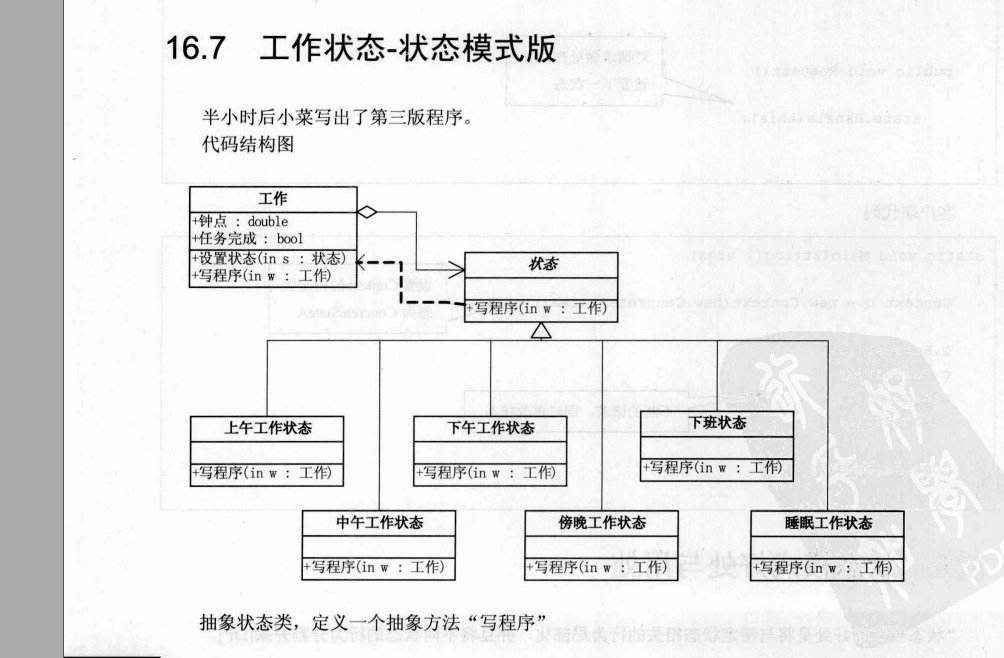 16.7 工作状态-状态模式版
半小时后小菜写出了第三版程序。
代码结构图
工作
+钟点 : double
+任务完成 : bool
+设置状态(in s : 状态)
+写程序(in w : 工作)
状态
+写程序(in w : 工作)
上午工作状态
+写程序(in w : 工作)
下午工作状态
+写程序(in w : 工作)
下班状态
+写程序(in w : 工作)
中午工作状态
+写程序(in w : 工作)
傍晚工作状态
+写程序(in w : 工作)
睡眠工作状态
+写程序(in w : 工作)
抽象状态类，定义一个抽象方法“写程序”